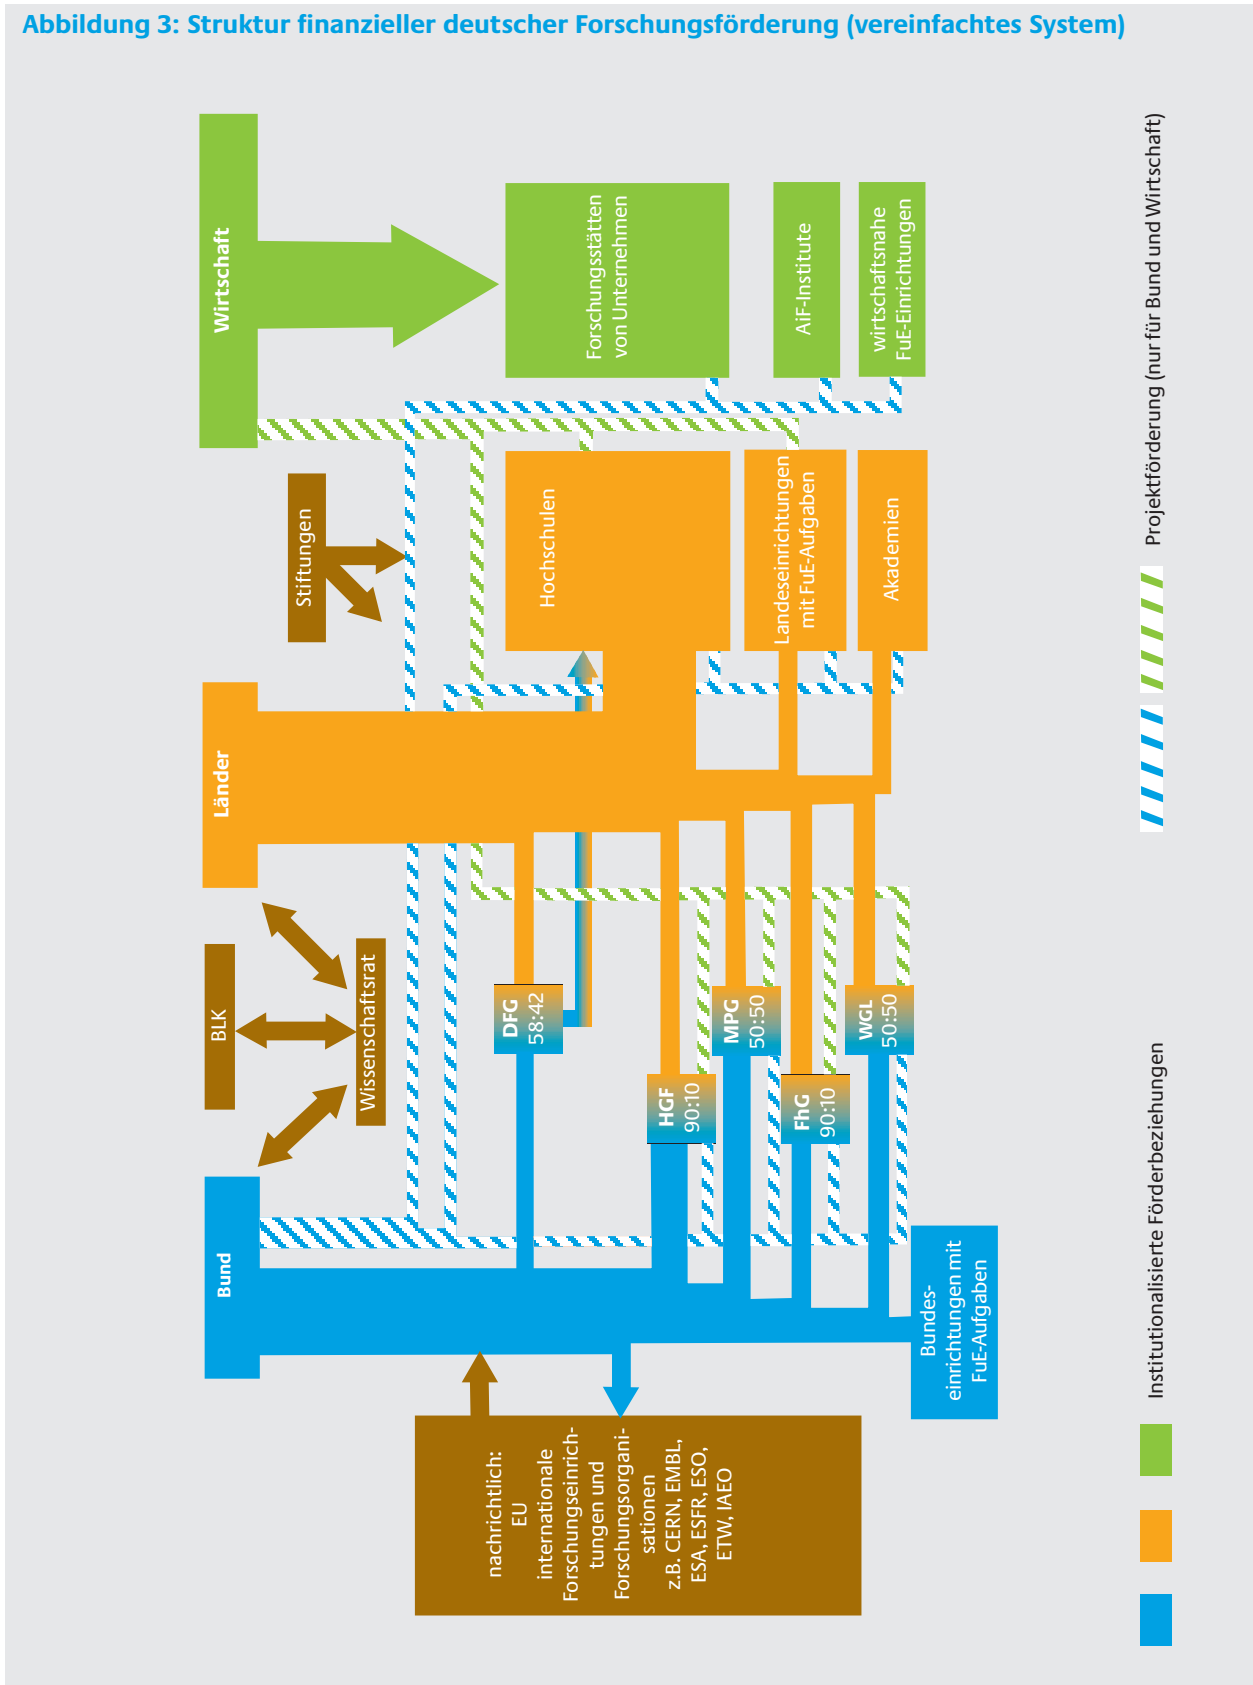 Abbildung 3: Struktur finanzieller deutscher Forschungsförderung (vereinfachtes System)
Bund
BLK
Wissenschaftsrat
Länder
Stiftungen
Wirtschaft
nachrichtlich:
EU
internationale
Forschungseinrich-
tungen und
Forschungsorgani-
sationen
z.B. CERN, EMBL,
ESA, ESFR, ESO,
ETW, IAEO
DFG
58:42
HGF
90:10
MPG
50:50
FhG
90:10
WGL
50:50
Bundes-
einrichtungen mit
FuE-Aufgaben
Hochschulen
Landeseinrichtungen
mit FuE-Aufgaben
Akademien
Forschungsstätten
von Unternehmen
AiF-Institute
wirtschaftsnahe
FuE-Einrichtungen
Institutionalisierte Förderbeziehungen
Projektförderung (nur für Bund und Wirtschaft)